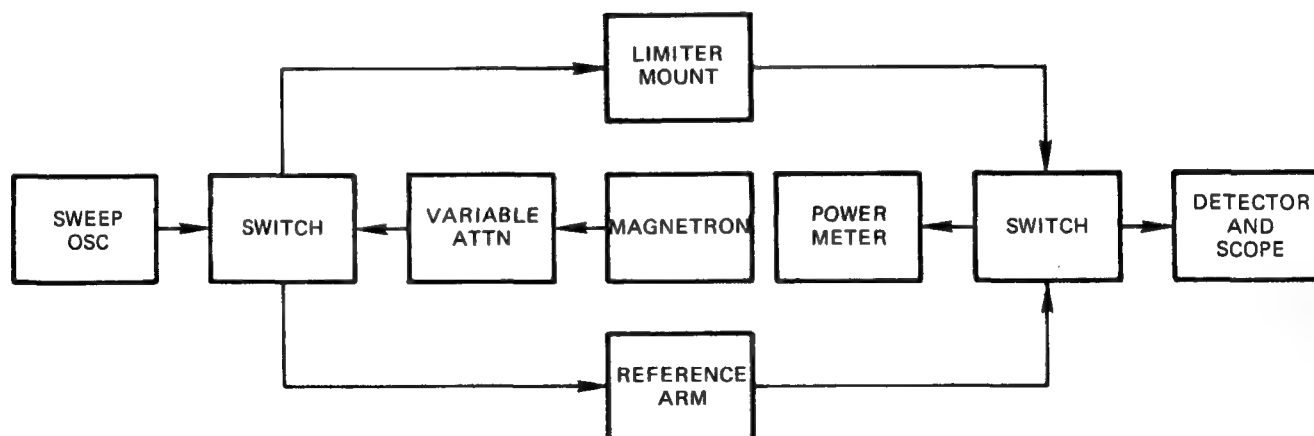 LIMITER
MOUNT
SWEEP
OSC
SWITCH
VARIABLE
ATTN
MAGNETRON
POWER
METER
SWITCH
DETECTOR
AND
SCOPE
REFERENCE
ARM